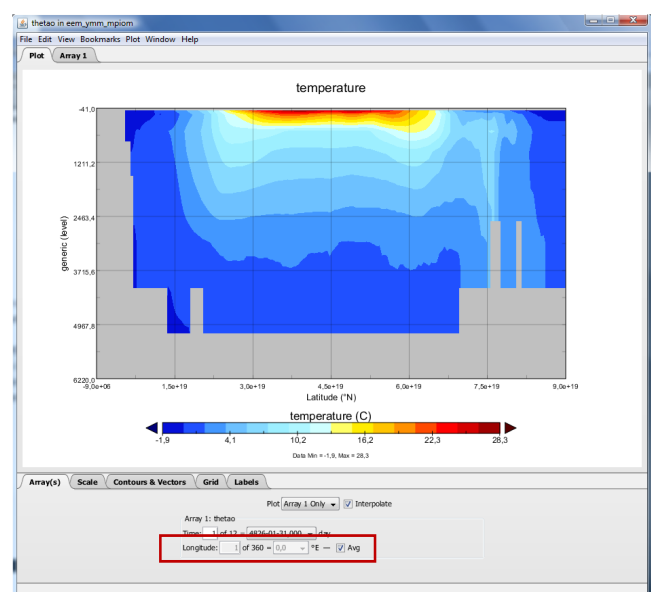 thetao in eem_ymm_mpiom
File Edit View Bookmarks Plot Window Help
Plot Array 1
temperature
-41,0
1211,2
2463,4
3715,6
4967,8
6220,0
generic (level)
-9,0e+06 1,5e+19 3,0e+19 4,5e+19 6,0e+19 7,5e+19 9,0e+19
Latitude (°N)
temperature (C)
-1,9 4,1 10,2 16,2 22,3 28,3
Data Min = -1,9, Max = 28,3
Array(s) Scale Contours & Vectors Grid Labels
Plot Array 1 Only Interpolate
Array 1: thetao
Time: 1 of 12 = 4826-01-31,000 day
Longitude: 1 of 360 = 0,0 °E — Avg